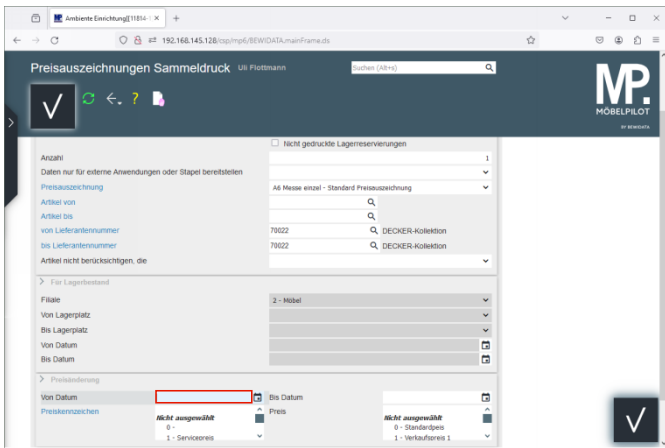 Ambiente Einrichtung[[11814-
192.168.145.128/csp/mp6/BEWIDATA.mainFrame.cls
Preisauszeichnungen Sammeldruck Uli Flottmann
Suchen (Alt+s)
MP.
MÖBELPILOT
BY BEWIDATA
Nicht gedruckte Lagerreservierungen
Anzahl 1
Daten nur für externe Anwendungen oder Stapel bereitstellen
Preisauszeichnung A6 Messe einzel - Standard Preisauszeichnung
Artikel von
Artikel bis
von Lieferantennummer 70022 DECKER-Kollektion
bis Lieferantennummer 70022 DECKER-Kollektion
Artikel nicht berücksichtigen, die
Für Lagerbestand
Filiale 2 - Möbel
Von Lagerplatz
Bis Lagerplatz
Von Datum
Bis Datum
Preisänderung
Von Datum Bis Datum
Preiskennzeichen Nicht ausgewählt Preis Nicht ausgewählt
0 - 0 - Standardpeis
1 - Servicepreis 1 - Verkaufspreis 1